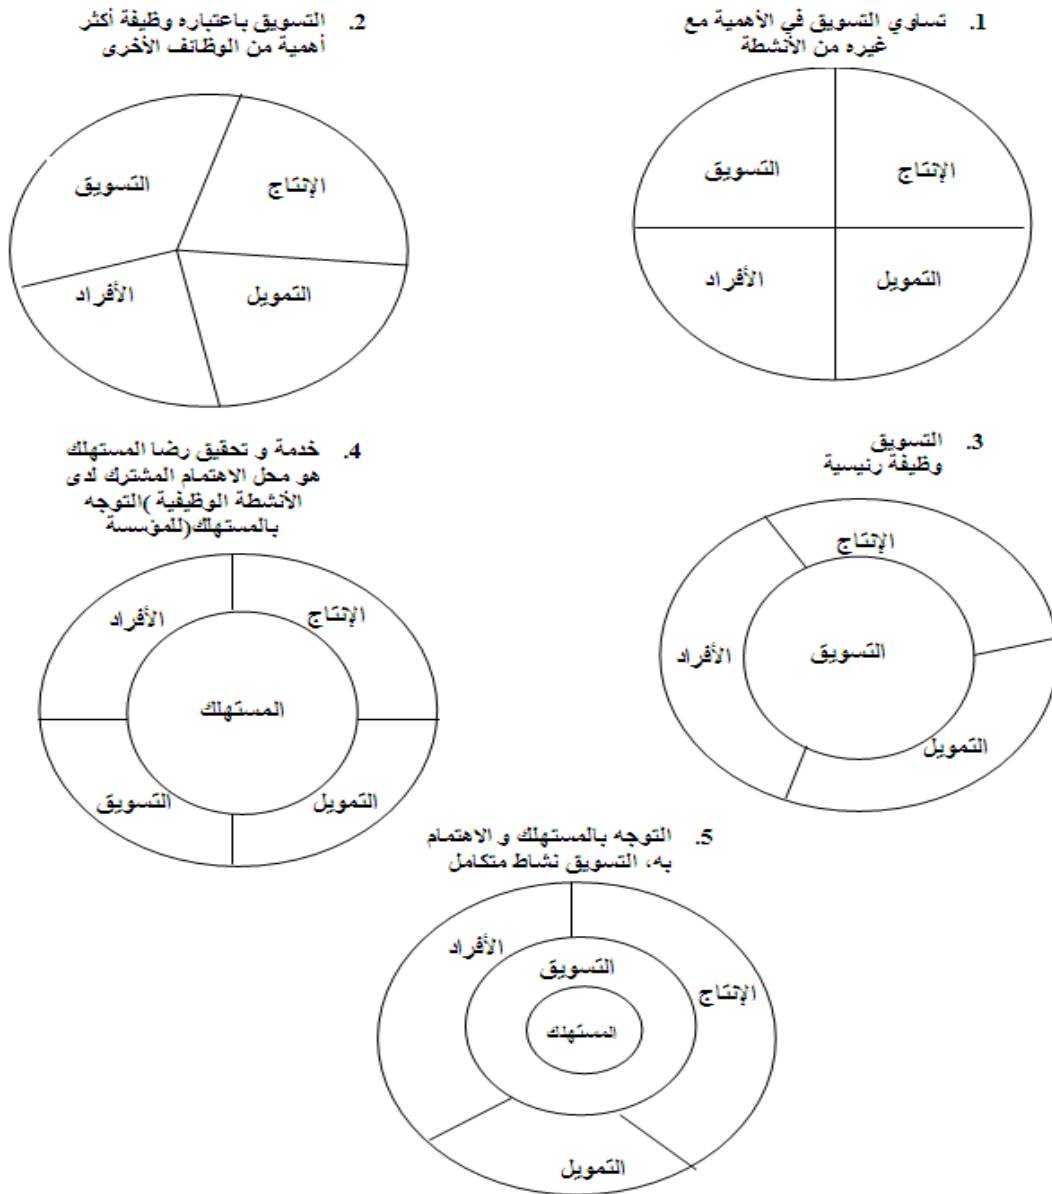 1. تساوي التسويق في الأهمية مع
غيره من الأنشطة
الإنتاج
التسويق
التمويل
الأفراد
2. التسويق باعتباره وظيفة أكثر
أهمية من الوظائف الأخرى
الإنتاج
التسويق
التمويل
الأفراد
3. التسويق
وظيفة رئيسية
الإنتاج
التسويق
الأفراد
التمويل
4. خدمة و تحقيق رضا المستهلك
هو محل الاهتمام المشترك لدى
الأنشطة الوظيفية )التوجه
بالمستهلك(للمؤسسة
الإنتاج
الأفراد
المستهلك
التمويل
التسويق
5. التوجه بالمستهلك و الاهتمام
به، التسويق نشاط متكامل
الأفراد
التسويق
الإنتاج
المستهلك
التمويل